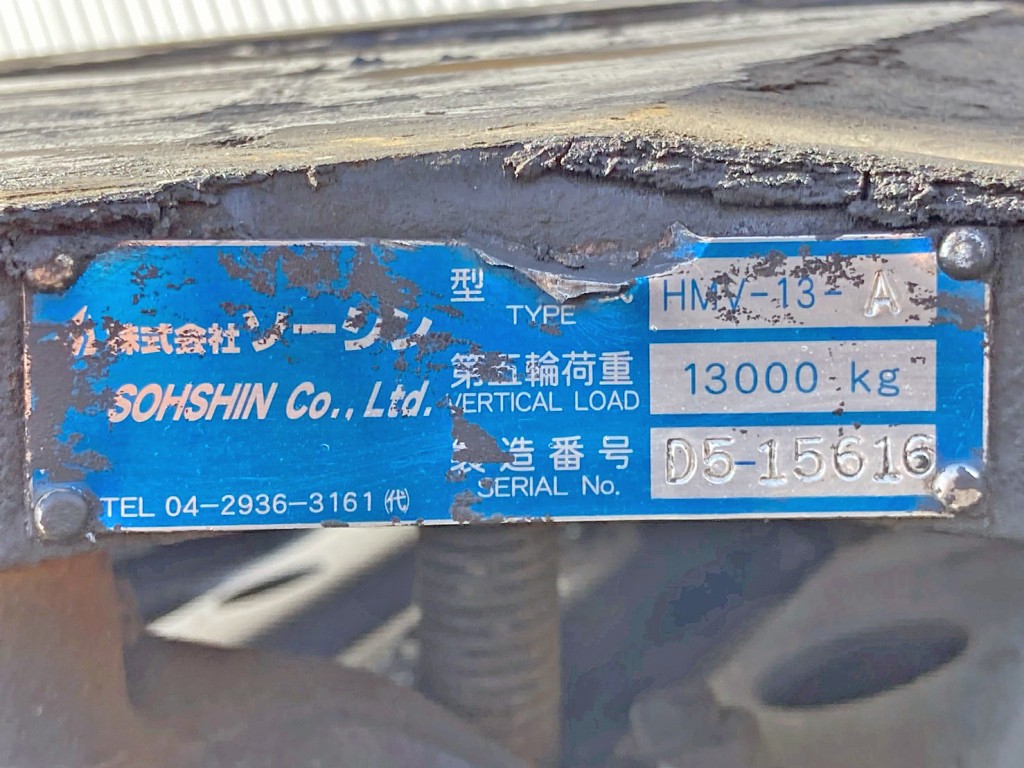 株式会社ソーシン
SOHSHIN Co., Ltd.
TEL 04-2936-3161 (代)
型
TYPE
HMV-13-A
第五輪荷重
VERTICAL LOAD
13000 kg
製造番号
SERIAL No.
D5-15616